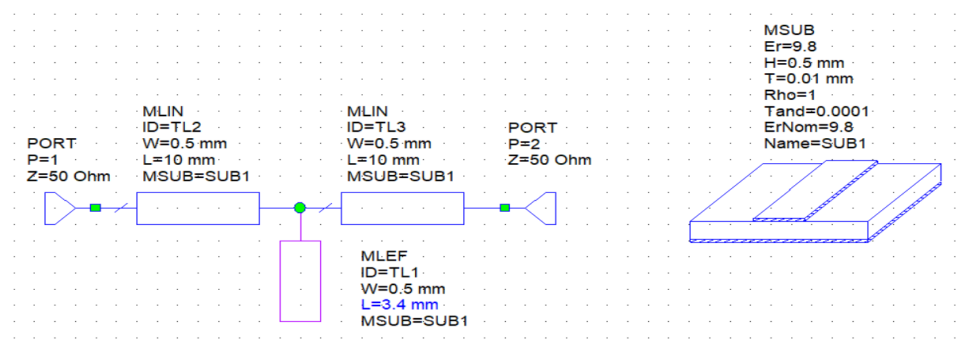 MSUB
Er=9.8
H=0.5 mm
T=0.01 mm
Rho=1
Tand=0.0001
ErNom=9.8
Name=SUB1
MLIN
ID=TL2
W=0.5 mm
L=10 mm
MSUB=SUB1
MLIN
ID=TL3
W=0.5 mm
L=10 mm
MSUB=SUB1
PORT
P=1
Z=50 Ohm
PORT
P=2
Z=50 Ohm
MLEF
ID=TL1
W=0.5 mm
L=3.4 mm
MSUB=SUB1